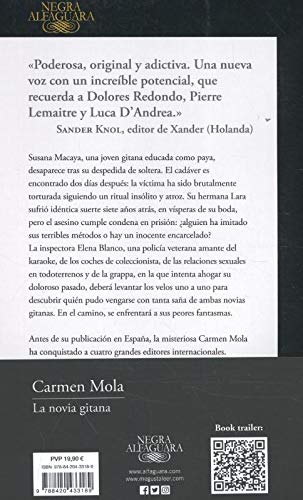 NEGRA
ALFAGUARA
«Poderosa, original y adictiva. Una nueva
voz con un increíble potencial, que
recuerda a Dolores Redondo, Pierre
Lemaitre y Luca D’Andrea.»
SANDER KNOL, editor de Xander (Holanda)
Susana Macaya, una joven gitana educada como paya,
desaparece tras su despedida de soltera. El cadáver es
encontrado dos días después: la víctima ha sido brutalmente
torturada siguiendo un ritual insólito y atroz. Su hermana Lara
sufrió idéntica suerte siete años atrás, en vísperas de su boda,
pero el asesino cumple condena en prisión: ¿alguien ha imitado
sus terribles métodos o hay un inocente encarcelado?
La inspectora Elena Blanco, una policía veterana amante del
karaoke, de los coches de coleccionista, de las relaciones sexuales
en todoterrenos y de la grappa, en la que intenta ahogar su
doloroso pasado, deberá levantar los velos uno a uno para
descubrir quién pudo vengarse con tanta saña de ambas novias
gitanas. En el camino, se enfrentará a sus peores fantasmas.
Antes de su publicación en España, la misteriosa Carmen Mola
ha conquistado a cuatro grandes editores internacionales.
Carmen Mola
La novia gitana
PVP 19,90 €
ISBN: 978-84-204-3318-9
9788420433189
NEGRA
ALFAGUARA
www.alfaguara.com
www.megustaleer.com
Book trailer: